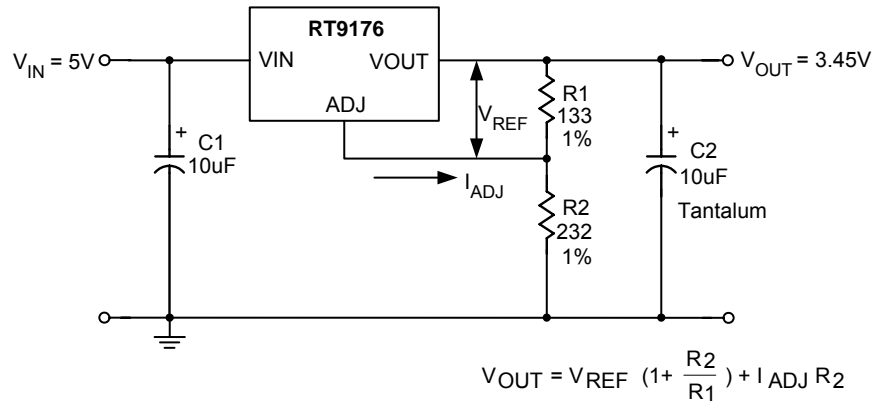 RT9176
V_IN = 5V
VIN
VOUT
V_OUT = 3.45V
ADJ
V_REF
R1
133
1%
C1
10uF
+
C2
10uF
Tantalum
+
I_ADJ
R2
232
1%
V_OUT = V_REF (1+ R2/R1) + I_ADJ R_2